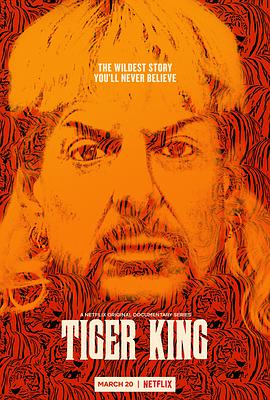 THE WILDEST STORY
YOU'LL NEVER BELIEVE
A NETFLIX ORIGINAL DOCUMENTARY SERIES
TIGER KING
MARCH 20 | NETFLIX